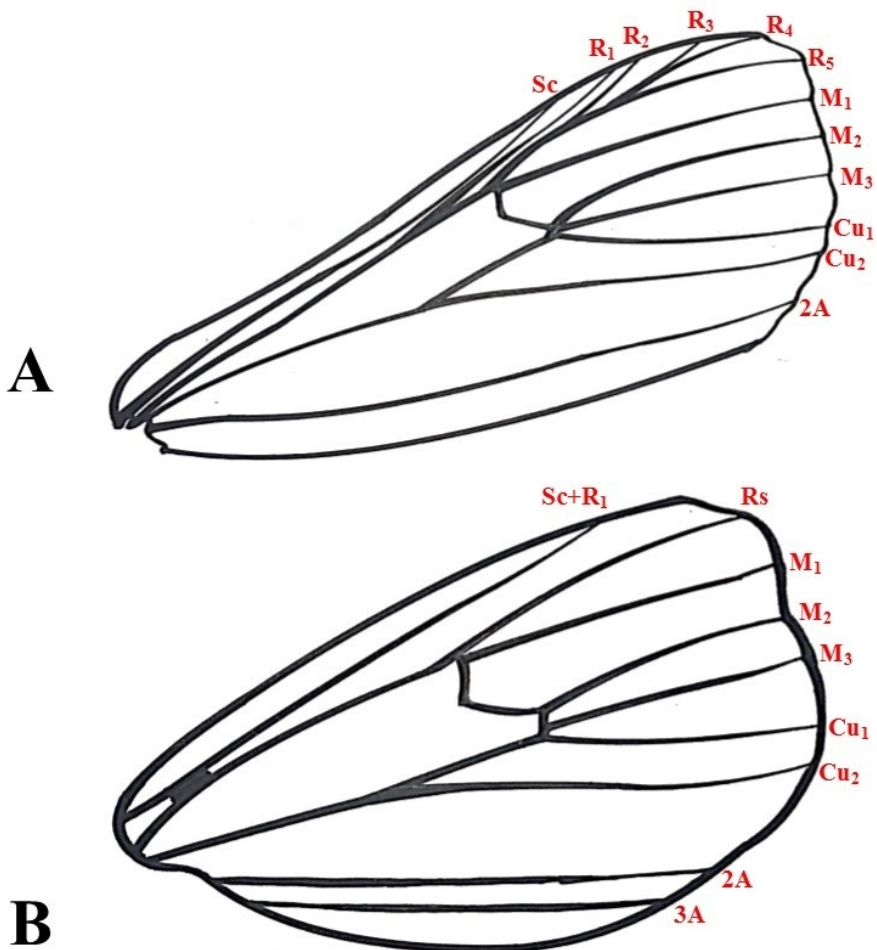 A
Sc
R₁
R₂
R₃
R₄
R₅
M₁
M₂
M₃
Cu₁
Cu₂
2A
B
Sc+R₁
Rs
M₁
M₂
M₃
Cu₁
Cu₂
2A
3A